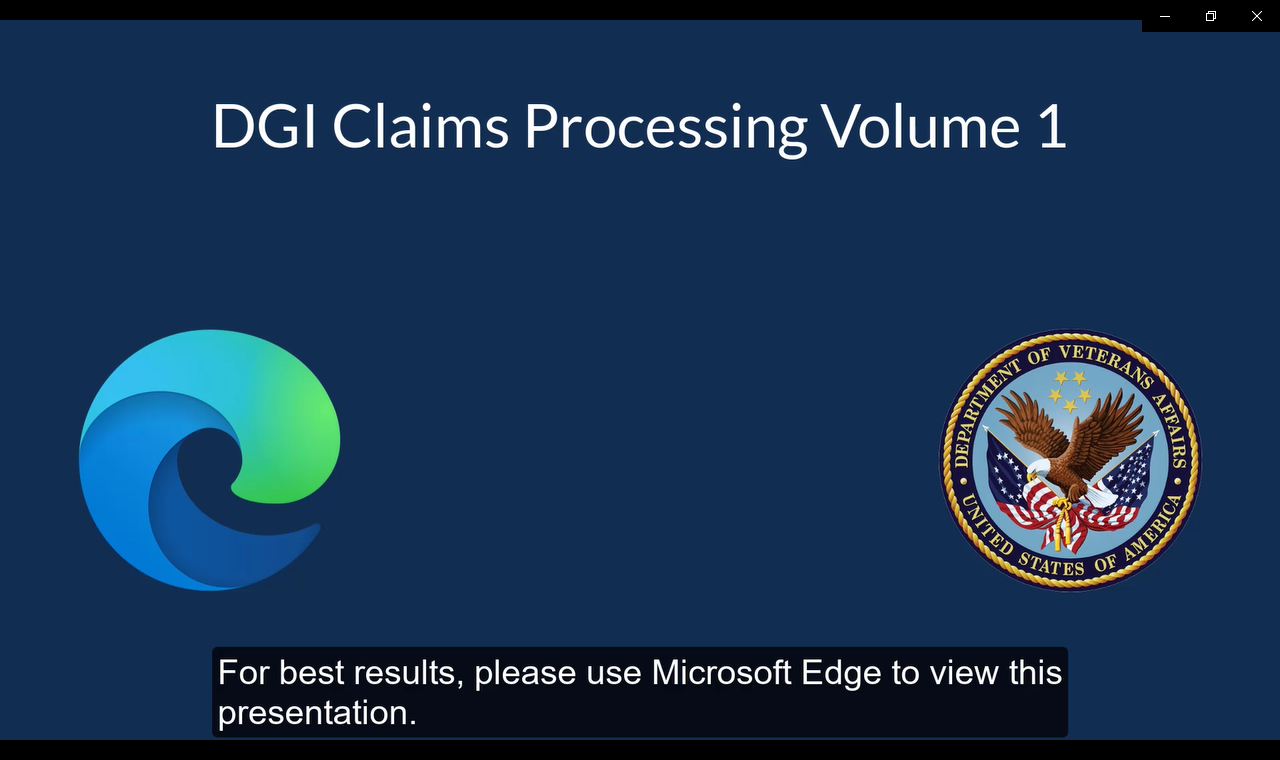 DGI Claims Processing Volume 1
DEPARTMENT OF VETERANS AFFAIRS
UNITED STATES OF AMERICA
For best results, please use Microsoft Edge to view this
presentation.